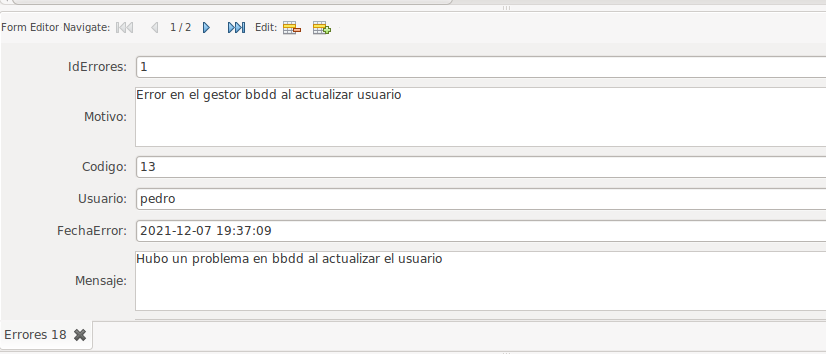 Form Editor Navigate: 1 / 2 Edit:
IdErrores: 1
Motivo: Error en el gestor bbdd al actualizar usuario
Codigo: 13
Usuario: pedro
FechaError: 2021-12-07 19:37:09
Mensaje: Hubo un problema en bbdd al actualizar el usuario
Errores 18